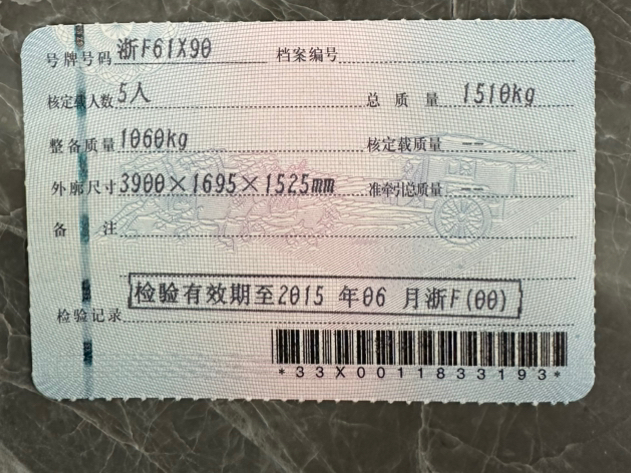 号牌号码 浙F61X90 档案编号
核定载人数 5人 总质量 1510kg
整备质量 1060kg 核定载质量 --
外廓尺寸 3900×1695×1525mm 准牵引总质量 --
备注
检验记录 检验有效期至2015 年06 月浙F(00)
*33X0011833193*